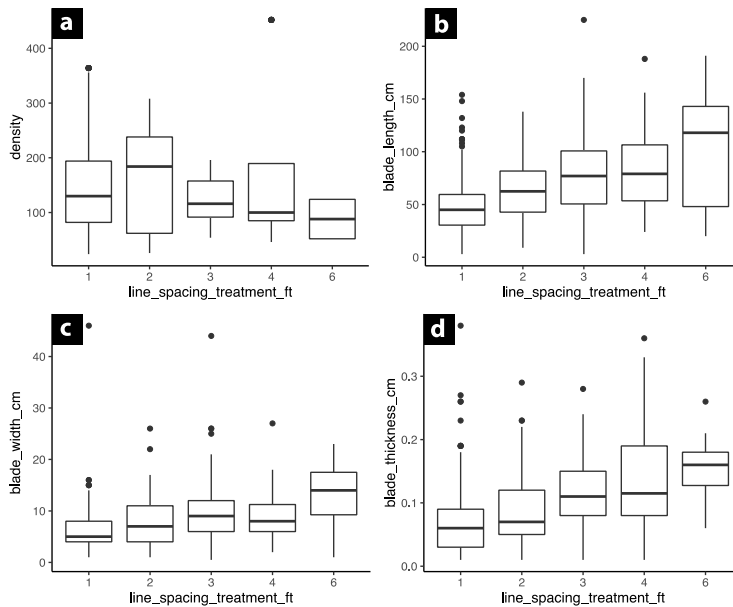 a
density
400
300
200
100
1 2 3 4 6
line_spacing_treatment_ft
b
blade_length_cm
200
150
100
50
0
1 2 3 4 6
line_spacing_treatment_ft
c
blade_width_cm
40
30
20
10
0
1 2 3 4 6
line_spacing_treatment_ft
d
blade_thickness_cm
0.3
0.2
0.1
0.0
1 2 3 4 6
line_spacing_treatment_ft